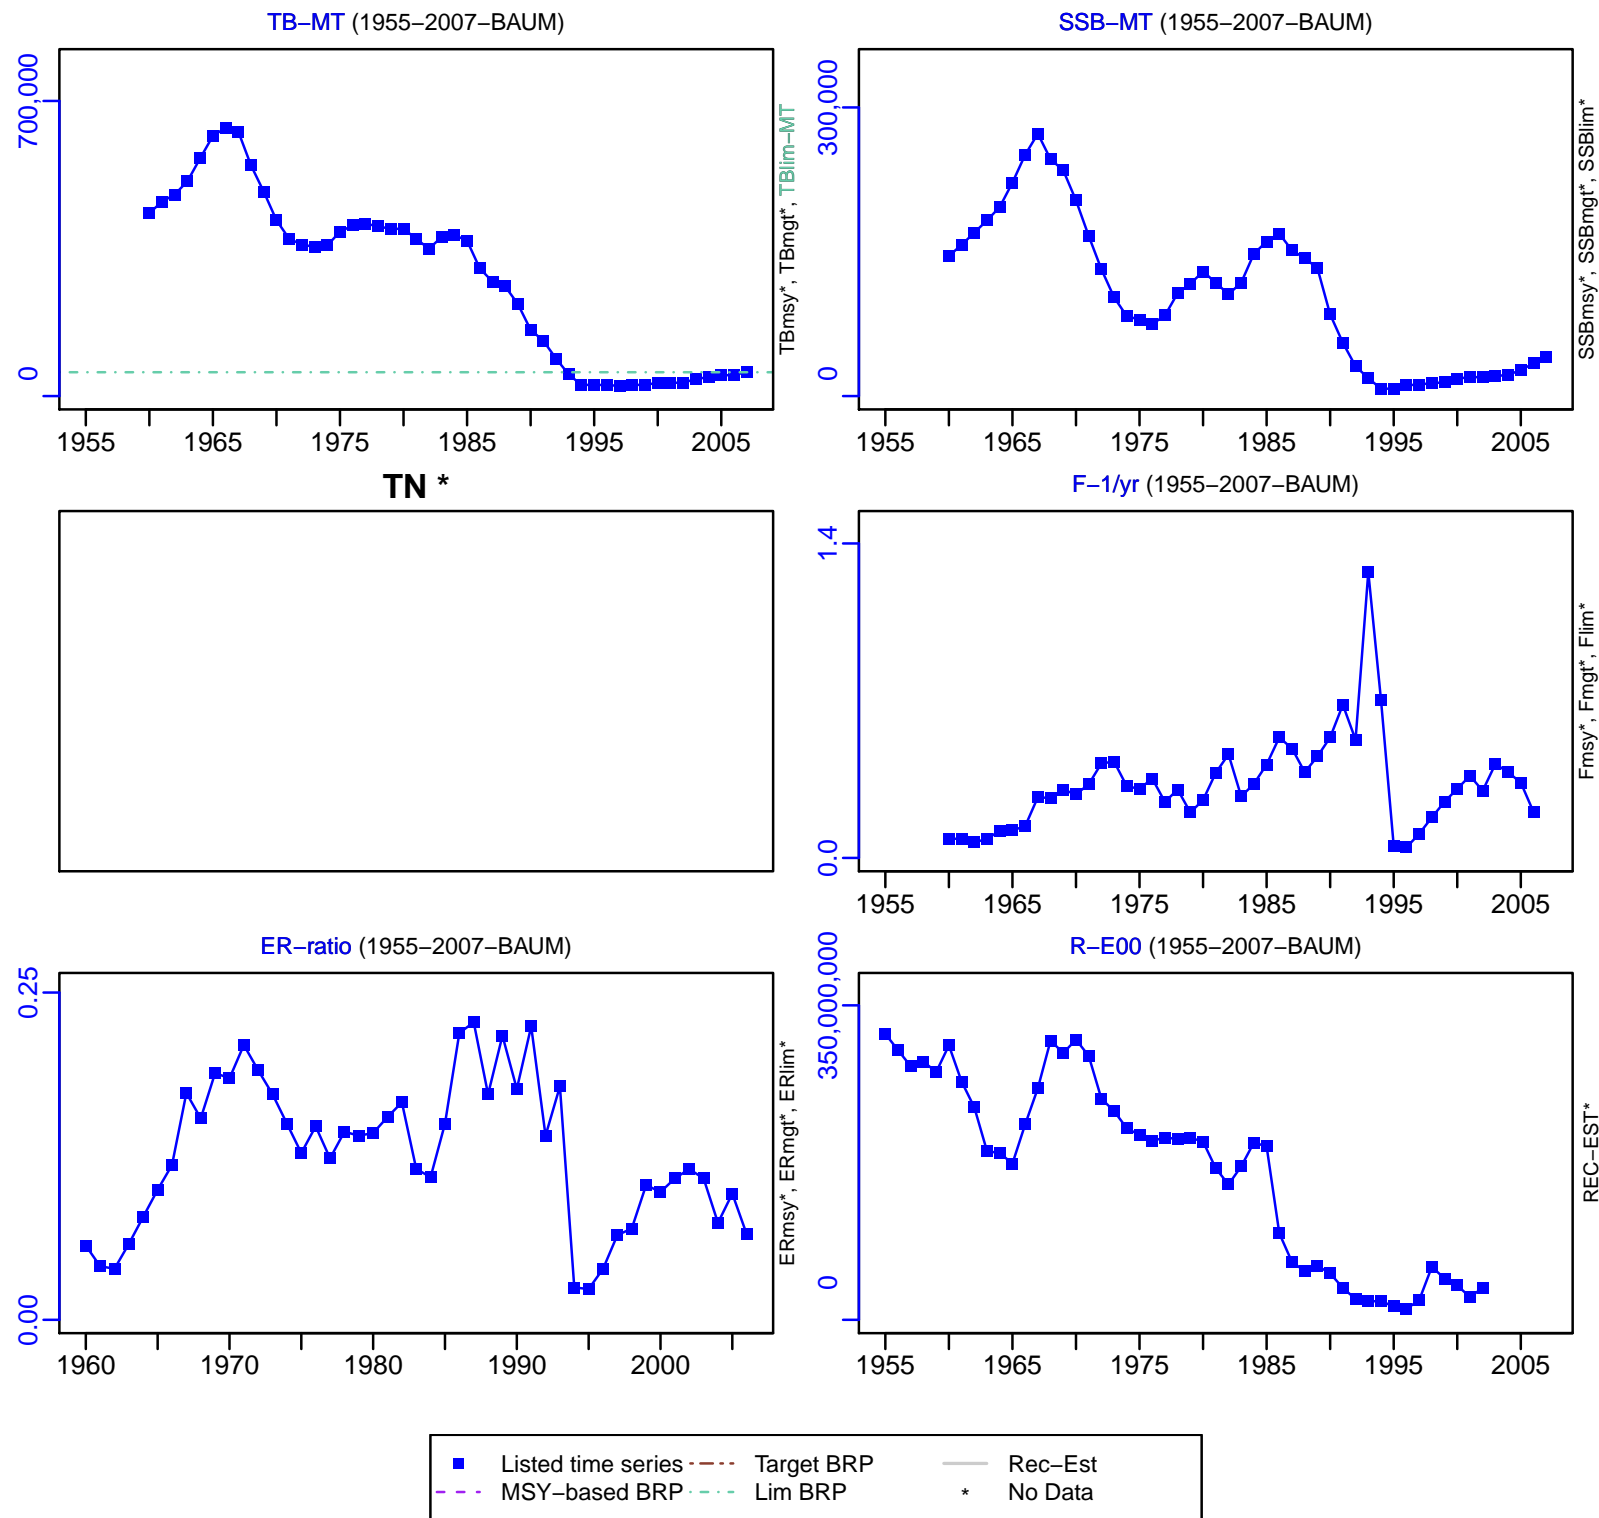 TB−MT (1955−2007−BAUM)
700,000
0
1955 1965 1975 1985 1995 2005
TBmsy*, TBmgt*, TBlim−MT
SSB−MT (1955−2007−BAUM)
300,000
0
1955 1965 1975 1985 1995 2005
SSBmsy*, SSBmgt*, SSBlim*
TN *
F−1/yr (1955−2007−BAUM)
1.4
0.0
1955 1965 1975 1985 1995 2005
Fmsy*, Fmgt*, Flim*
ER−ratio (1955−2007−BAUM)
0.25
0.00
1960 1970 1980 1990 2000
ERmsy*, ERmgt*, ERlim*
R−E00 (1955−2007−BAUM)
350,000,000
0
1955 1965 1975 1985 1995 2005
REC−EST*
Listed time series Target BRP Rec−Est
MSY−based BRP Lim BRP * No Data